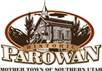 HISTORIC
PAROWAN
MOTHER TOWN OF SOUTHERN UTAH